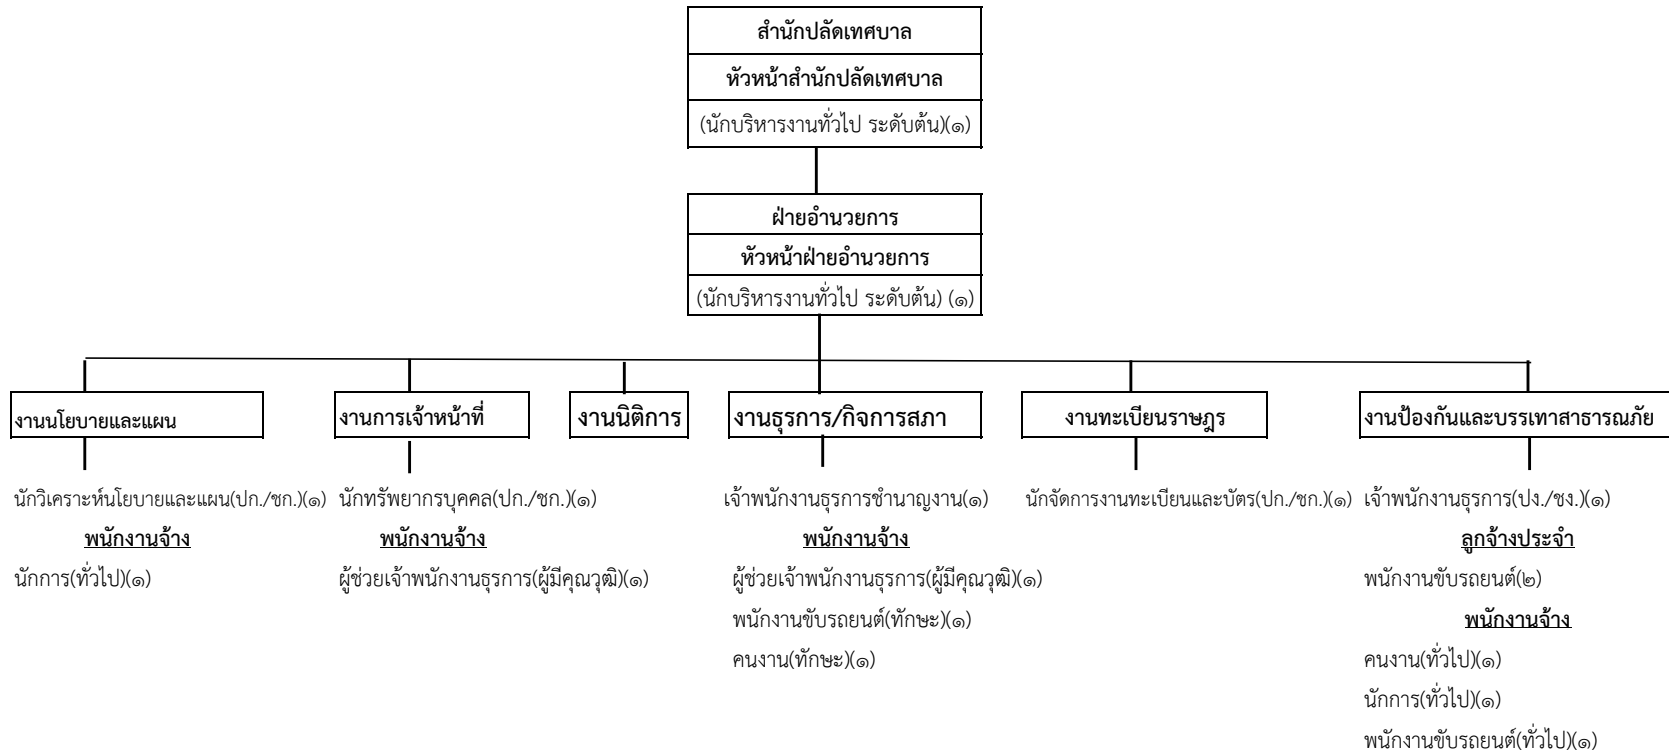 สำนักปลัดเทศบาล
หัวหน้าสำนักปลัดเทศบาล
(นักบริหารงานทั่วไป ระดับต้น)(๑)
ฝ่ายอำนวยการ
หัวหน้าฝ่ายอำนวยการ
(นักบริหารงานทั่วไป ระดับต้น) (๑)
งานนโยบายและแผน
นักวิเคราะห์นโยบายและแผน(ปก./ชก.)(๑)
พนักงานจ้าง
นักการ(ทั่วไป)(๑)
งานการเจ้าหน้าที่
นักทรัพยากรบุคคล(ปก./ชก.)(๑)
พนักงานจ้าง
ผู้ช่วยเจ้าพนักงานธุรการ(ผู้มีคุณวุฒิ)(๑)
งานนิติการ
งานธุรการ/กิจการสภา
เจ้าพนักงานธุรการชำนาญงาน(๑)
พนักงานจ้าง
ผู้ช่วยเจ้าพนักงานธุรการ(ผู้มีคุณวุฒิ)(๑)
พนักงานขับรถยนต์(ทักษะ)(๑)
คนงาน(ทักษะ)(๑)
งานทะเบียนราษฎร
นักจัดการงานทะเบียนและบัตร(ปก./ชก.)(๑)
งานป้องกันและบรรเทาสาธารณภัย
เจ้าพนักงานธุรการ(ปง./ชง.)(๑)
ลูกจ้างประจำ
พนักงานขับรถยนต์(๒)
พนักงานจ้าง
คนงาน(ทั่วไป)(๑)
นักการ(ทั่วไป)(๑)
พนักงานขับรถยนต์(ทั่วไป)(๑)